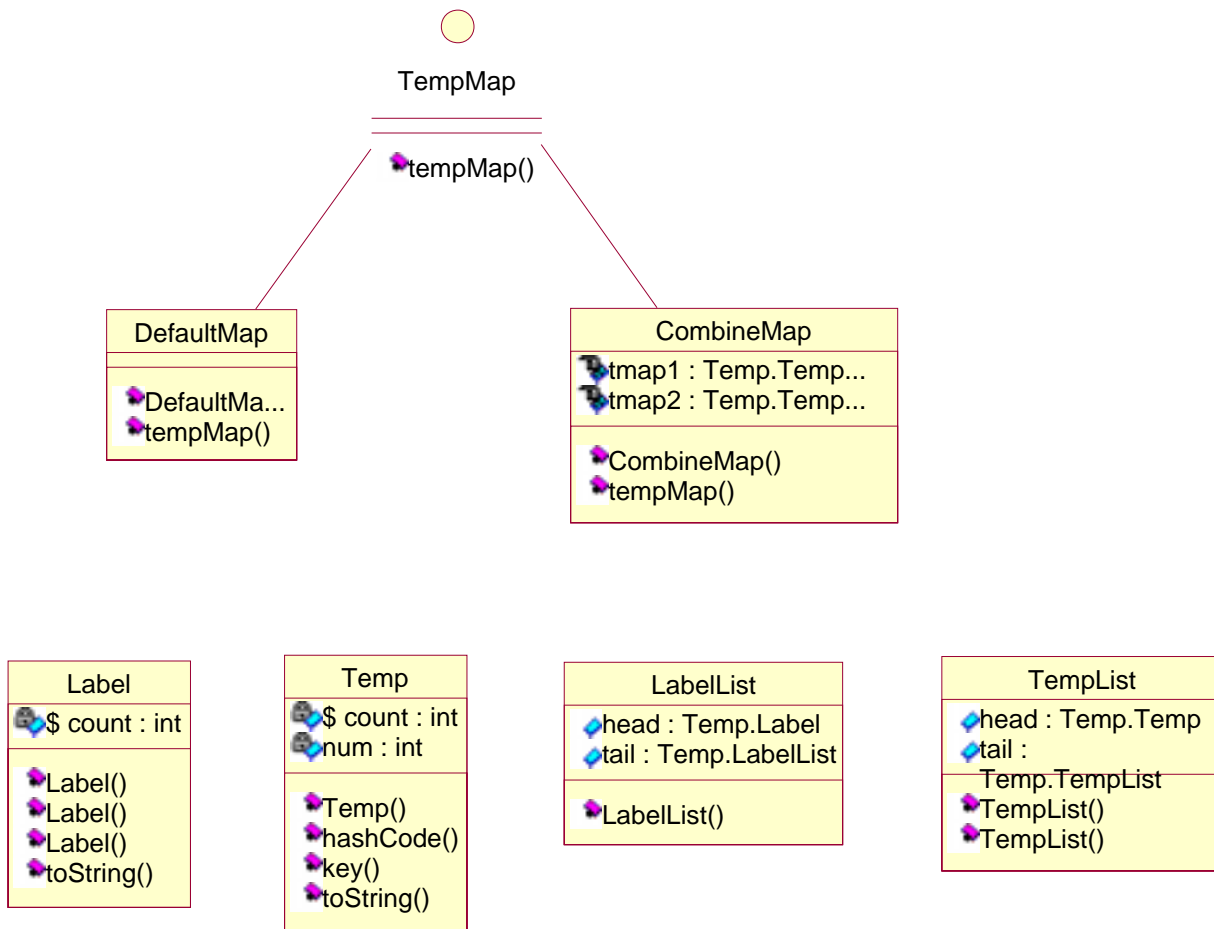 TempMap
tempMap()
DefaultMap
DefaultMa...
tempMap()
CombineMap
tmap1 : Temp.Temp...
tmap2 : Temp.Temp...
CombineMap()
tempMap()
Label
$ count : int
Label()
Label()
Label()
toString()
Temp
$ count : int
num : int
Temp()
hashCode()
key()
toString()
LabelList
head : Temp.Label
tail : Temp.LabelList
LabelList()
TempList
head : Temp.Temp
tail :
Temp.TempList
TempList()
TempList()